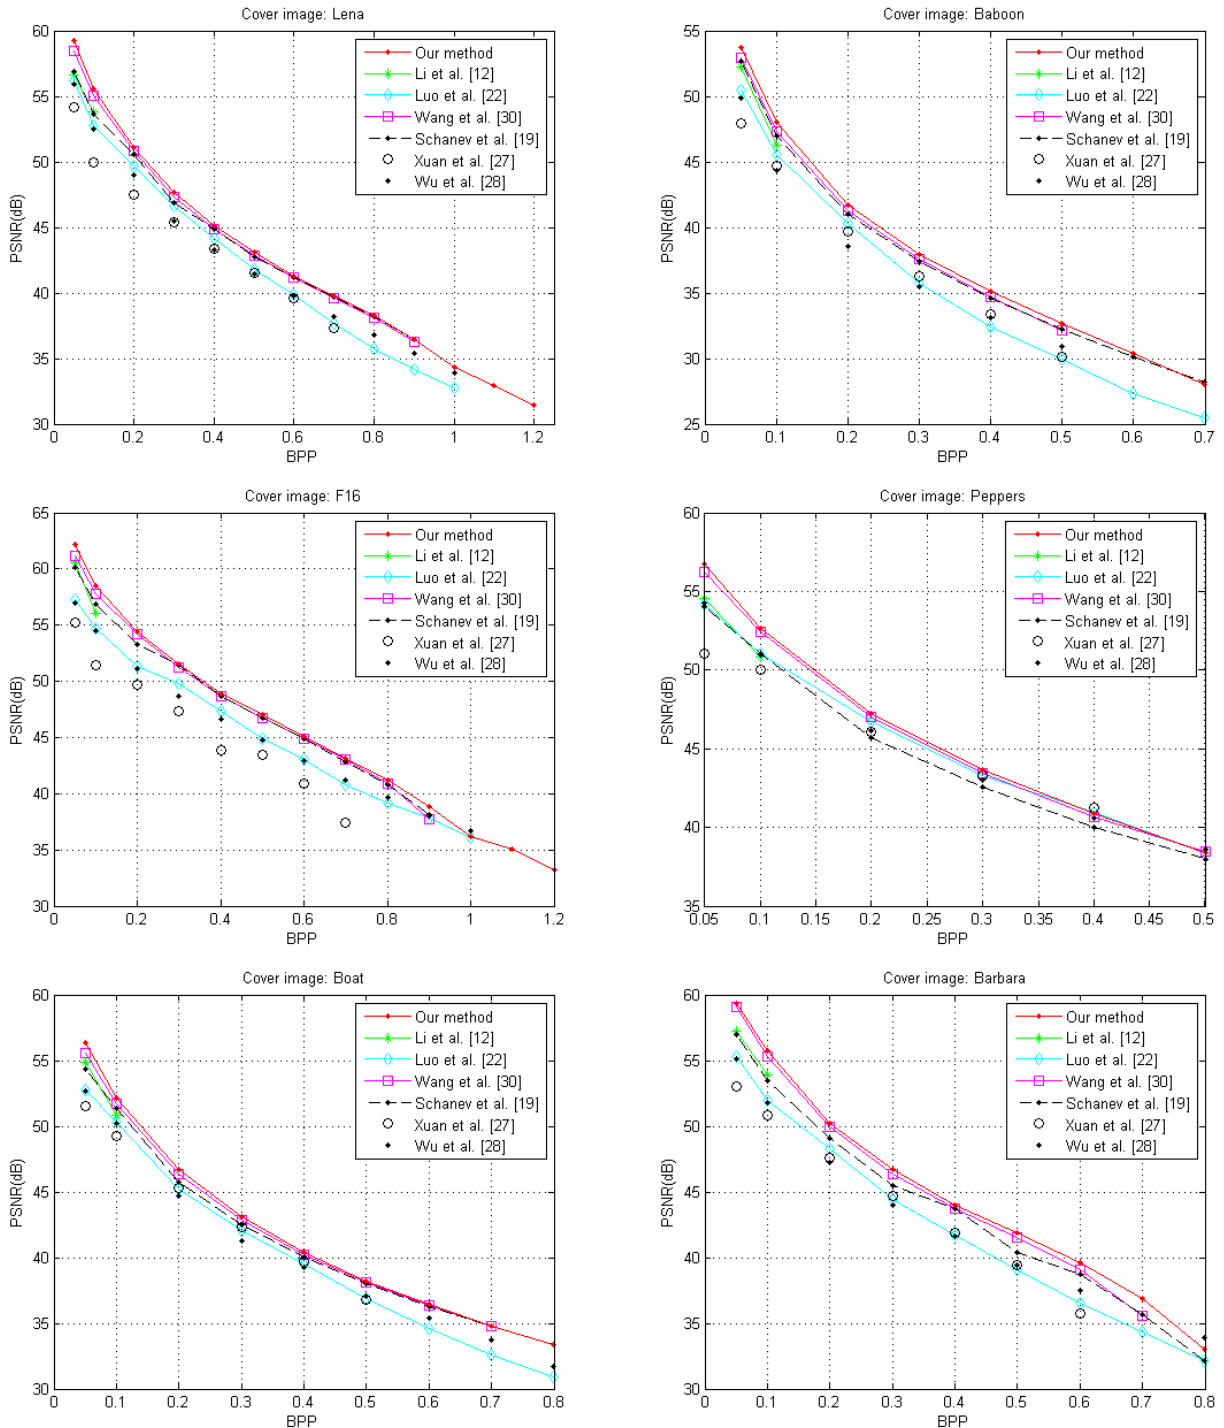 Cover image: Lena
60
55
50
45
40
35
30
PSNR(dB)
0 0.2 0.4 0.6 0.8 1 1.2
BPP
Our method
Li et al. [12]
Luo et al. [22]
Wang et al. [30]
Schanev et al. [19]
Xuan et al. [27]
Wu et al. [28]
Cover image: Baboon
55
50
45
40
35
30
25
PSNR(dB)
0 0.1 0.2 0.3 0.4 0.5 0.6 0.7
BPP
Our method
Li et al. [12]
Luo et al. [22]
Wang et al. [30]
Schanev et al. [19]
Xuan et al. [27]
Wu et al. [28]
Cover image: F16
65
60
55
50
45
40
35
30
PSNR(dB)
0 0.2 0.4 0.6 0.8 1.0 1.2
BPP
Our method
Li et al. [12]
Luo et al. [22]
Wang et al. [30]
Schanev et al. [19]
Xuan et al. [27]
Wu et al. [28]
Cover image: Peppers
60
55
50
45
40
35
PSNR(dB)
0.05 0.1 0.15 0.2 0.25 0.3 0.35 0.4 0.45 0.5
BPP
Our method
Li et al. [12]
Luo et al. [22]
Wang et al. [30]
Schanev et al. [19]
Xuan et al. [27]
Wu et al. [28]
Cover image: Boat
60
55
50
45
40
35
30
PSNR(dB)
0 0.1 0.2 0.3 0.4 0.5 0.6 0.7 0.8
BPP
Our method
Li et al. [12]
Luo et al. [22]
Wang et al. [30]
Schanev et al. [19]
Xuan et al. [27]
Wu et al. [28]
Cover image: Barbara
60
55
50
45
40
35
30
PSNR(dB)
0 0.1 0.2 0.3 0.4 0.5 0.6 0.7 0.8
BPP
Our method
Li et al. [12]
Luo et al. [22]
Wang et al. [30]
Schanev et al. [19]
Xuan et al. [27]
Wu et al. [28]